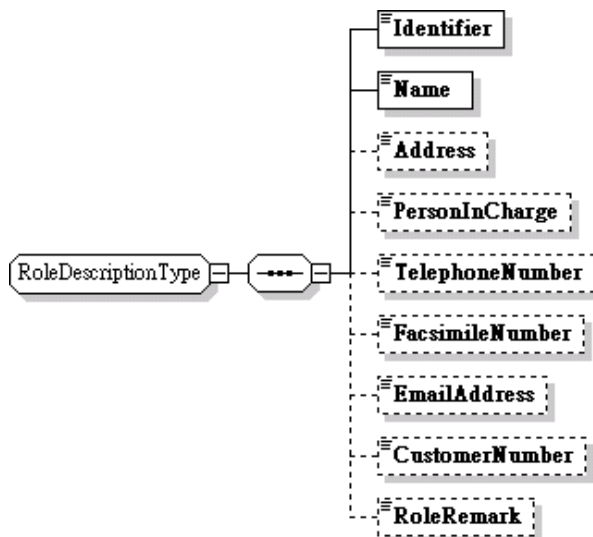 Identifier
Name
Address
PersonInCharge
RoleDescriptionType
TelephoneNumber
FacsimileNumber
EmailAddress
CustomerNumber
RoleRemark